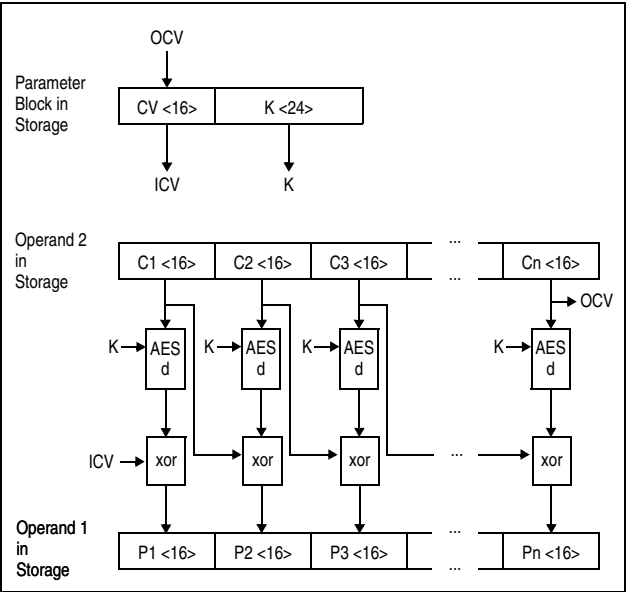 OCV
Parameter
Block in
Storage
CV <16> K <24>
ICV K
Operand 2
in
Storage
C1 <16> C2 <16> C3 <16> ... ... Cn <16>
OCV
K AES d K AES d K AES d K AES d
ICV xor xor xor ... xor
Operand 1
in
Storage
P1 <16> P2 <16> P3 <16> ... ... Pn <16>